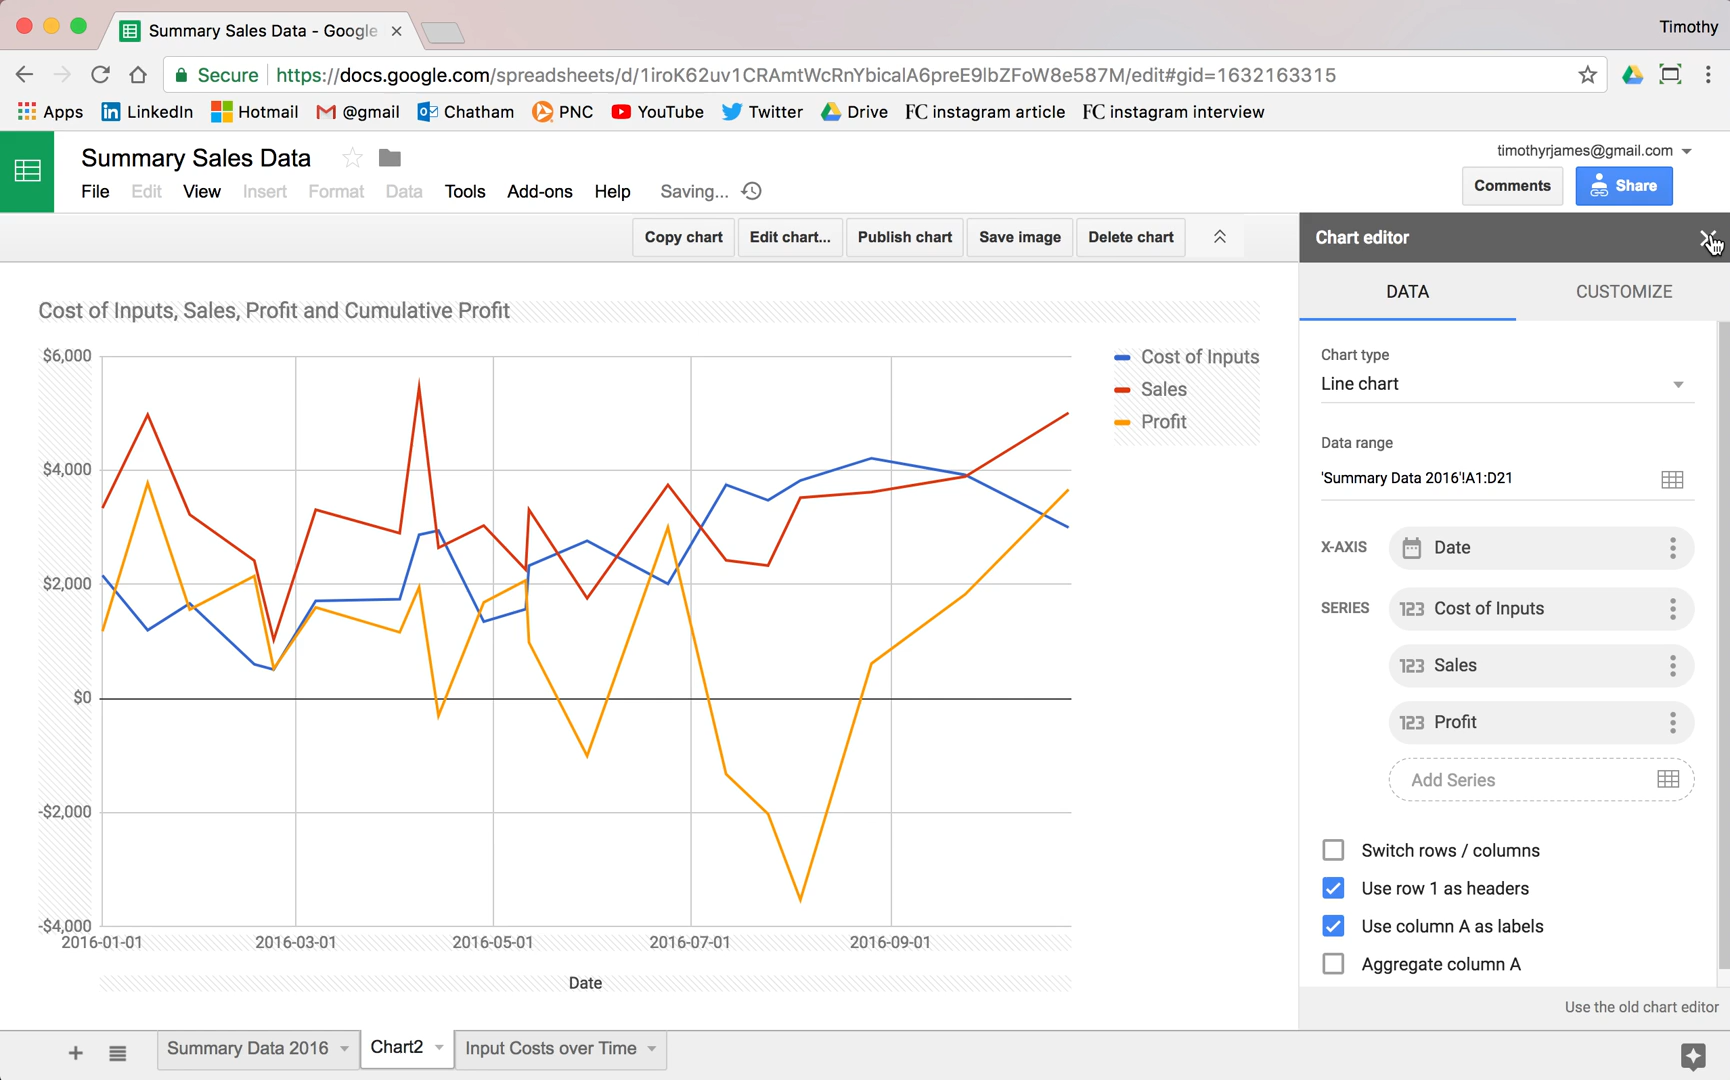 Summary Sales Data - Google
Timothy
Secure https://docs.google.com/spreadsheets/d/1iroK62uv1CRAmtWcRnYbicalA6preE9lbZFoW8e587M/edit#gid=1632163315
Apps LinkedIn Hotmail @gmail Chatham PNC YouTube Twitter Drive FC instagram article FC instagram interview
Summary Sales Data
timothyrjames@gmail.com
File Edit View Insert Format Data Tools Add-ons Help Saving...
Comments Share
Copy chart Edit chart... Publish chart Save image Delete chart
Chart editor
DATA CUSTOMIZE
Cost of Inputs, Sales, Profit and Cumulative Profit
$6,000
$4,000
$2,000
$0
-$2,000
-$4,000
2016-01-01 2016-03-01 2016-05-01 2016-07-01 2016-09-01
Date
Cost of Inputs
Sales
Profit
Chart type
Line chart
Data range
'Summary Data 2016'!A1:D21
X-AXIS Date
SERIES 123 Cost of Inputs
123 Sales
123 Profit
Add Series
Switch rows / columns
Use row 1 as headers
Use column A as labels
Aggregate column A
Use the old chart editor
Summary Data 2016 Chart2 Input Costs over Time